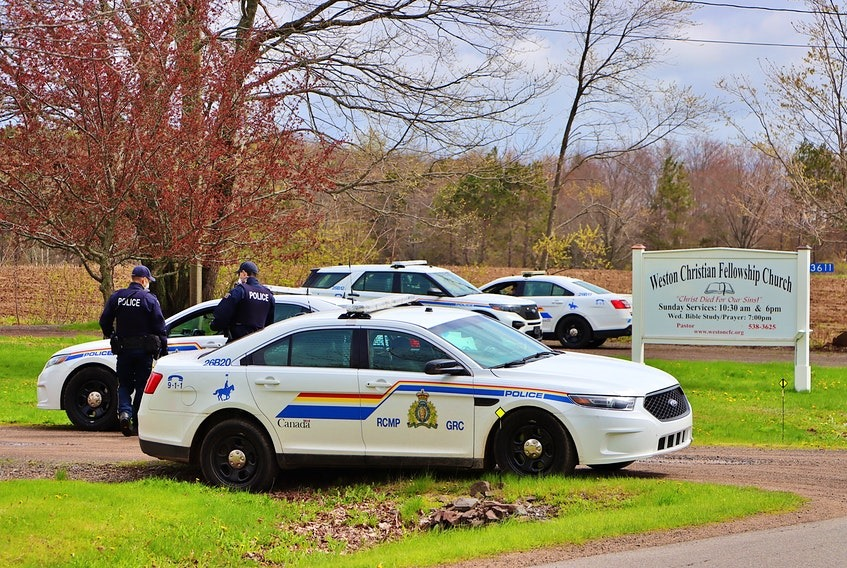 POLICE
POLICE
POLICE
Weston Christian Fellowship Church
"Christ Died For Our Sins!"
Sunday Services: 10:30 am & 6pm
Wed. Bible Study/Prayer: 7:00pm
Pastor 538-3625
www.westoncfc.org
3611
26B20
9-1-1
Canada
RCMP GRC
POLICE